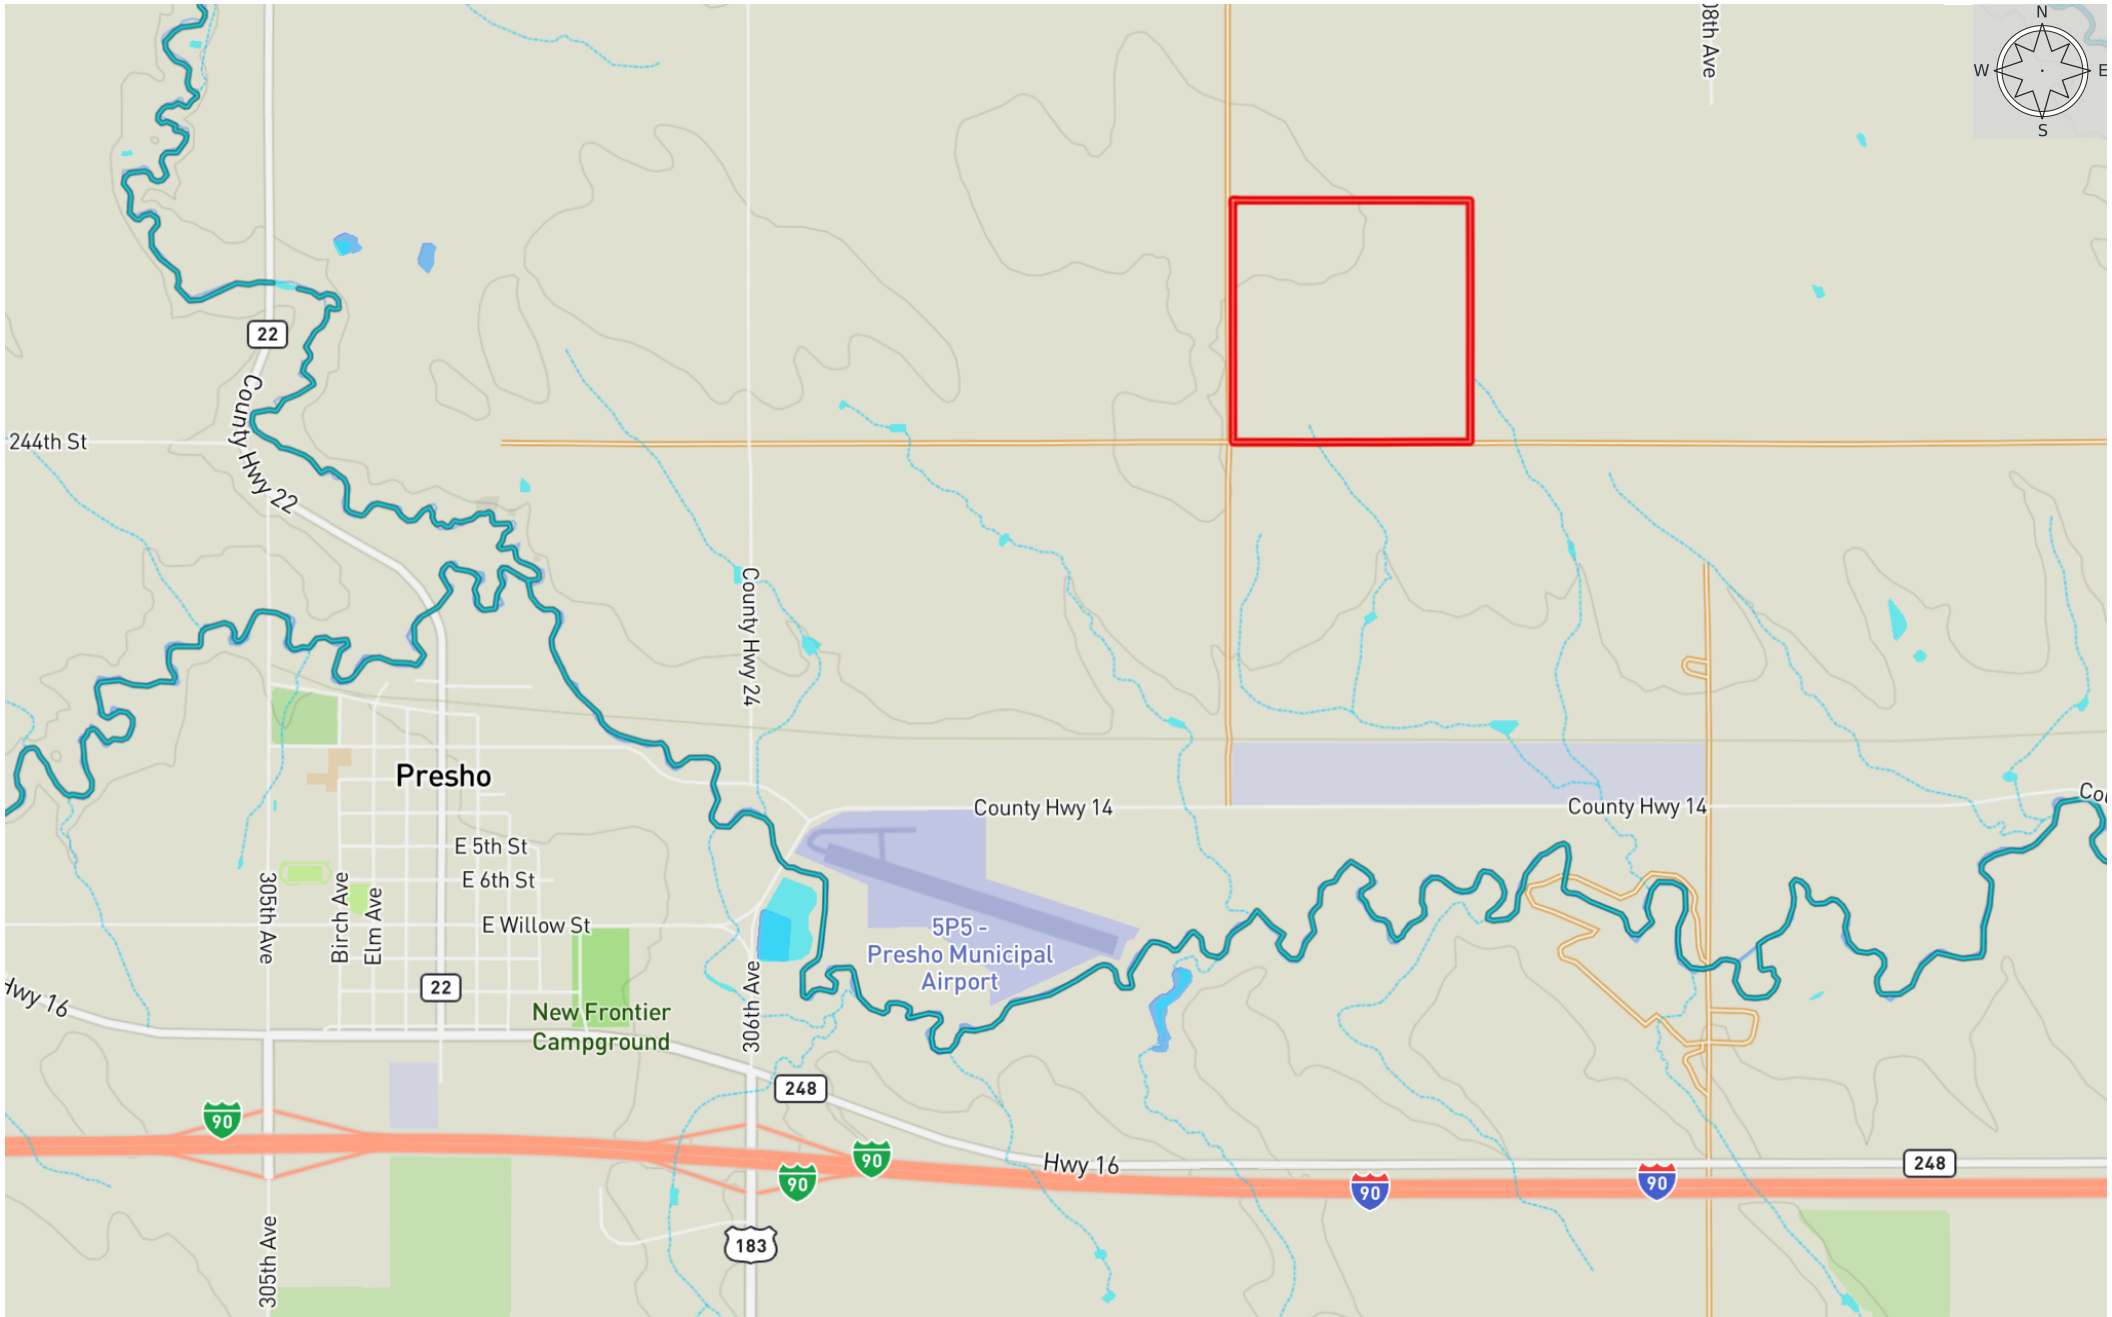 08th Ave
N
W
E
S
22
County Hwy 22
244th St
County Hwy 24
Presho
County Hwy 14
County Hwy 14
E 5th St
E 6th St
305th Ave
Birch Ave
Elm Ave
E Willow St
5P5 -
Presho Municipal
Airport
306th Ave
Hwy 16
22
New Frontier
Campground
248
90
90
90
Hwy 16
90
90
248
183
305th Ave